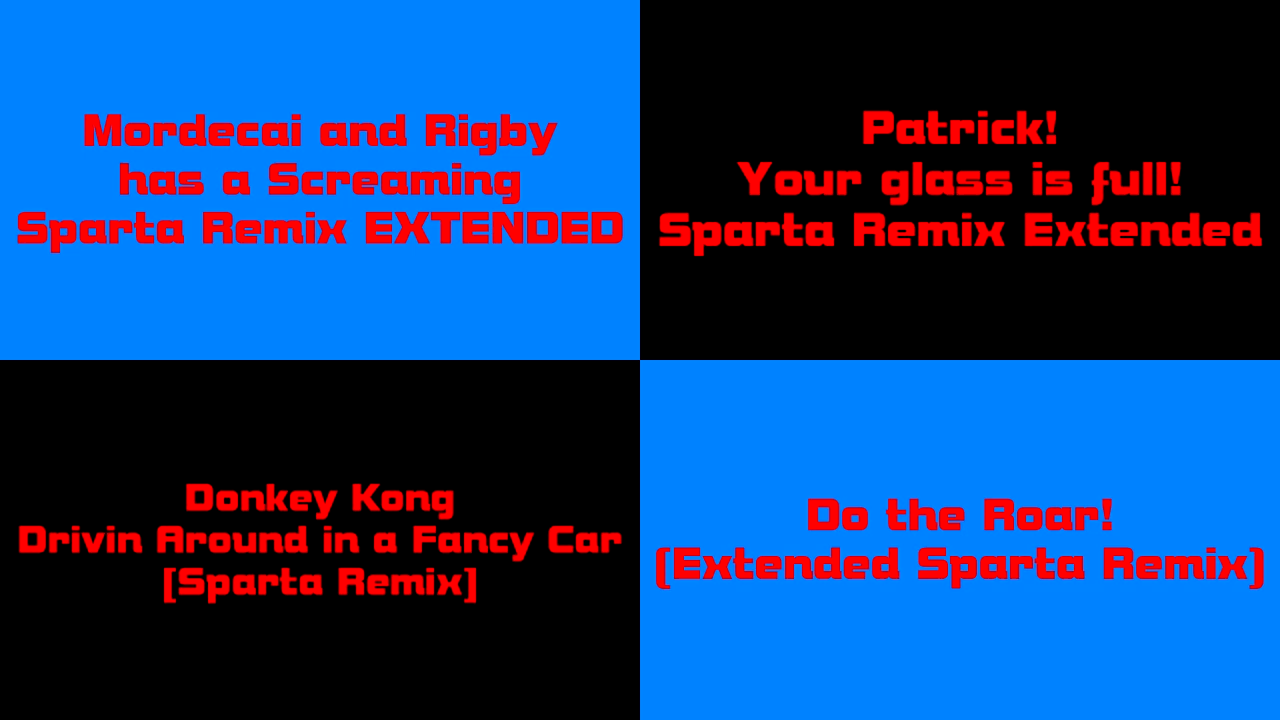 Mordecai and Rigby
has a Screaming
Sparta Remix EXTENDED
Patrick!
Your glass is full!
Sparta Remix Extended
Donkey Kong
Drivin Around in a Fancy Car
[Sparta Remix]
Do the Roar!
(Extended Sparta Remix)